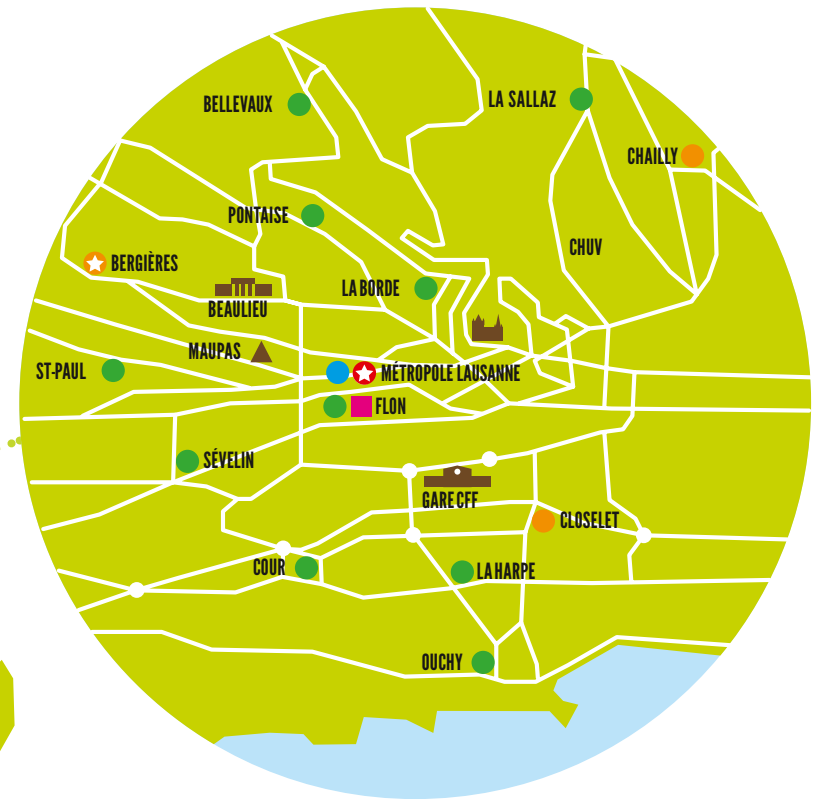 BELLEVAUX
LA SALLAZ
CHAILLY
PONTAISE
CHUV
BERGIÈRES
LA BORDE
BEAULIEU
MAUPAS
ST-PAUL
MÉTROPOLE LAUSANNE
FLON
SÉVELIN
GARE CFF
CLOSELET
COUR
LA HARPE
OUCHY